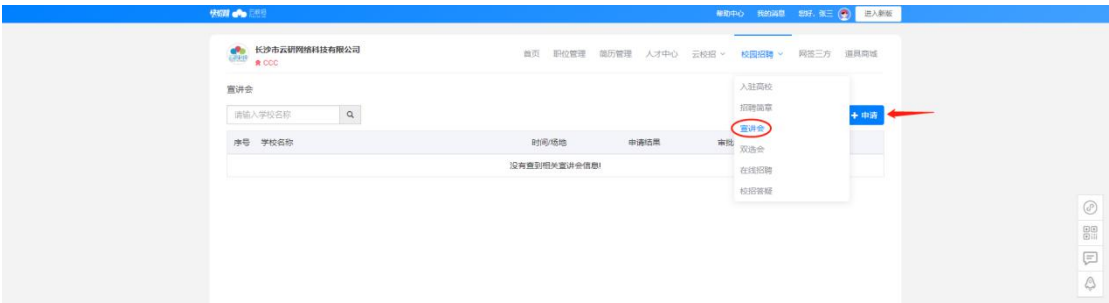 帮助中心 我的消息 您好, 张三 进入新版
长沙市云研网络科技有限公司
CCC
首页 职位管理 简历管理 人才中心 云校招 校园招聘 网签三方 道具商城
宣讲会
入驻高校
招聘简章
宣讲会
双选会
在线招聘
校招答疑
请输入学校名称
+ 申请
序号 学校名称 时间/场地 申请结果 审批
没有查到相关宣讲会信息!